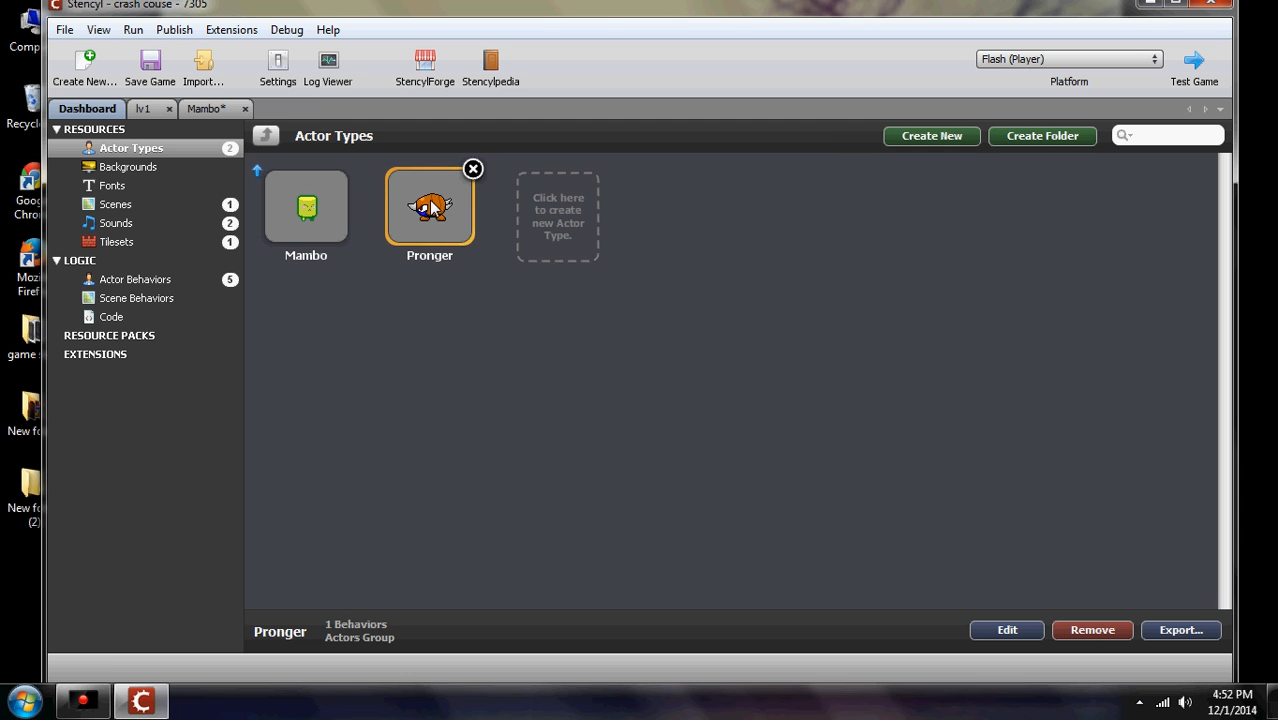 Stencyl - crash couse - 7305
File View Run Publish Extensions Debug Help
Create New... Save Game Import... Settings Log Viewer StencylForge Stencylpedia
Flash (Player)
Platform
Test Game
Dashboard lv1 Mambo*
RESOURCES
Actor Types 2
Backgrounds
Fonts
Scenes 1
Sounds 2
Tilesets 1
LOGIC
Actor Behaviors 5
Scene Behaviors
Code
RESOURCE PACKS
EXTENSIONS
Actor Types
Create New Create Folder
Mambo
Pronger
Click here
to create
new Actor
Type.
Pronger
1 Behaviors
Actors Group
Edit Remove Export...
Goog
Chror
Mozi
Firef
game s
New fo
New fo
(2)
4:52 PM
12/1/2014